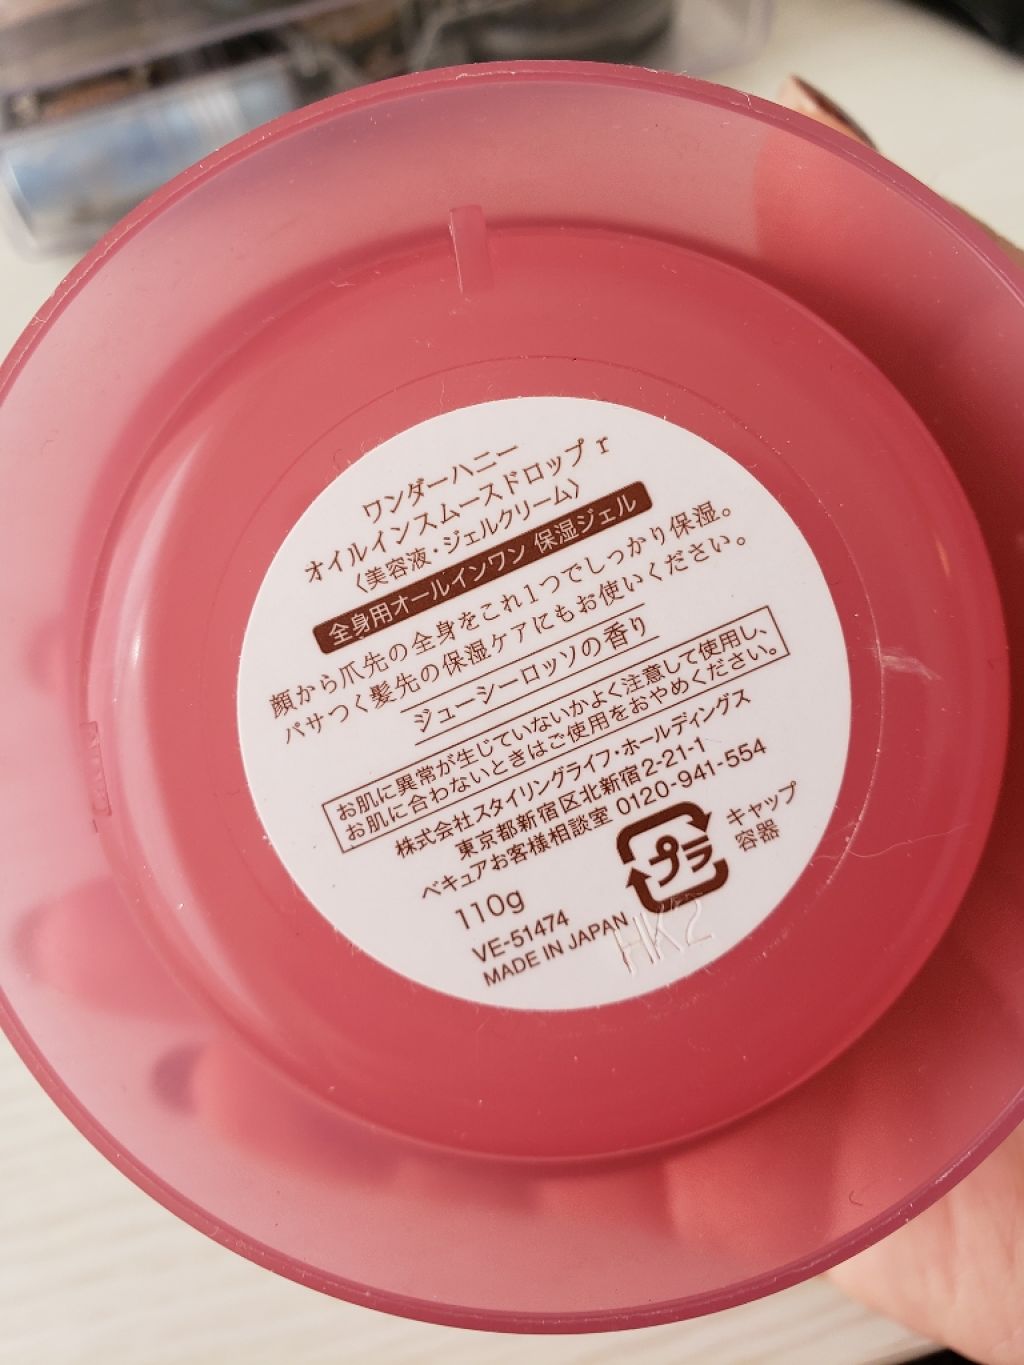 ワンダーハニー
オイルインスムースドロップ r
〈美容液・ジェルクリーム〉
全身用オールインワン 保湿ジェル
顔から爪先の全身をこれ1つでしっかり保湿。
パサつく髪先の保湿ケアにもお使いください。
ジューシーロッソの香り
お肌に異常が生じていないかよく注意して使用し、
お肌に合わないときはご使用をおやめください。
株式会社スタイリングライフ・ホールディングス
東京都新宿区北新宿2-21-1
ベキュアお客様相談室 0120-941-554
110g
VE-51474
MADE IN JAPAN
プラ
キャップ
容器
HK2